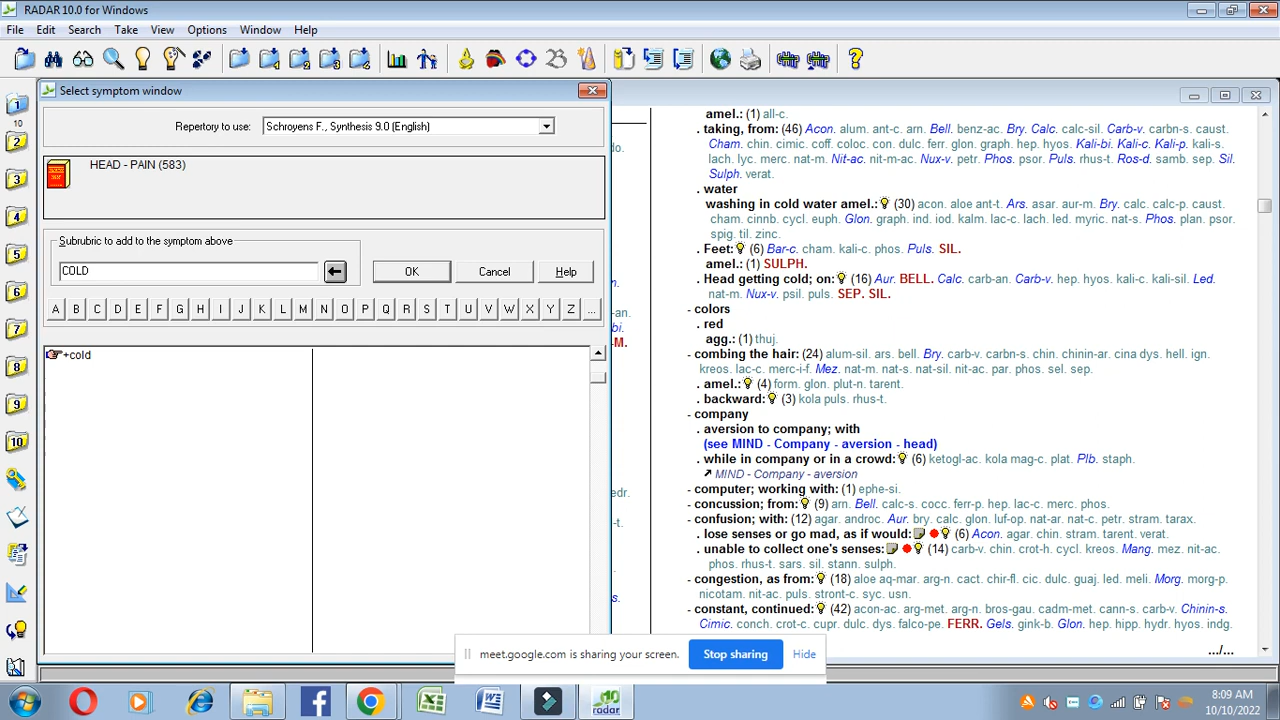 RADAR 10.0 for Windows
File Edit Search Take View Options Window Help
Select symptom window
Repertory to use: Schroyens F., Synthesis 9.0 (English)
HEAD - PAIN (583)
Subrubric to add to the symptom above
COLD
OK Cancel Help
A B C D E F G H I J K L M N O P Q R S T U V W X Y Z ...
+cold
1
10
2
3
4
5
6
7
8
9
10
do.
n.
an.
bi.
-M.
edr.
-t.
s.
amel.: (1) all-c.
. taking, from: (46) Acon. alum. ant-c. arn. Bell. benz-ac. Bry. Calc. calc-sil. Carb-v. carbn-s. caust.
Cham. chin. cimic. coff. coloc. con. dulc. ferr. glon. graph. hep. hyos. Kali-bi. Kali-c. Kali-p. kali-s.
lach. lyc. merc. nat-m. Nit-ac. nit-m-ac. Nux-v. petr. Phos. psor. Puls. rhus-t. Ros-d. samb. sep. Sil.
Sulph. verat.
. water
washing in cold water amel.: (30) acon. aloe ant-t. Ars. asar. aur-m. Bry. calc. calc-p. caust.
cham. cinnb. cycl. euph. Glon. graph. ind. iod. kalm. lac-c. lach. led. myric. nat-s. Phos. plan. psor.
spig. til. zinc.
. Feet: (6) Bar-c. cham. kali-c. phos. Puls. SIL.
amel.: (1) SULPH.
. Head getting cold; on: (16) Aur. BELL. Calc. carb-an. Carb-v. hep. hyos. kali-c. kali-sil. Led.
nat-m. Nux-v. psil. puls. SEP. SIL.
- colors
. red
agg.: (1) thuj.
- combing the hair: (24) alum-sil. ars. bell. Bry. carb-v. carbn-s. chin. chinin-ar. cina dys. hell. ign.
kreos. lac-c. merc-i-f. Mez. nat-m. nat-s. nat-sil. nit-ac. par. phos. sel. sep.
. amel.: (4) form. glon. plut-n. tarent.
. backward: (3) kola puls. rhus-t.
- company
. aversion to company; with
(see MIND - Company - aversion - head)
. while in company or in a crowd: (6) ketogl-ac. kola mag-c. plat. Plb. staph.
MIND - Company - aversion
- computer; working with: (1) ephe-si.
- concussion; from: (9) arn. Bell. calc-s. cocc. ferr-p. hep. lac-c. merc. phos.
- confusion; with: (12) agar. androc. Aur. bry. calc. glon. luf-op. nat-ar. nat-c. petr. stram. tarax.
. lose senses or go mad, as if would: (6) Acon. agar. chin. stram. tarent. verat.
. unable to collect one's senses: (14) carb-v. chin. crot-h. cycl. kreos. Mang. mez. nit-ac.
phos. rhus-t. sars. sil. stann. sulph.
- congestion, as from: (18) aloe aq-mar. arg-n. cact. chir-fl. cic. dulc. guaj. led. meli. Morg. morg-p.
nicotam. nit-ac. puls. stront-c. syc. usn.
- constant, continued: (42) acon-ac. arg-met. arg-n. bros-gau. cadm-met. cann-s. carb-v. Chinin-s.
Cimic. conch. crot-c. cupr. dulc. dys. falco-pe. FERR. Gels. gink-b. Glon. hep. hipp. hydr. hyos. indg.
.../...
meet.google.com is sharing your screen. Stop sharing Hide
10
radar
8:09 AM
10/10/2022